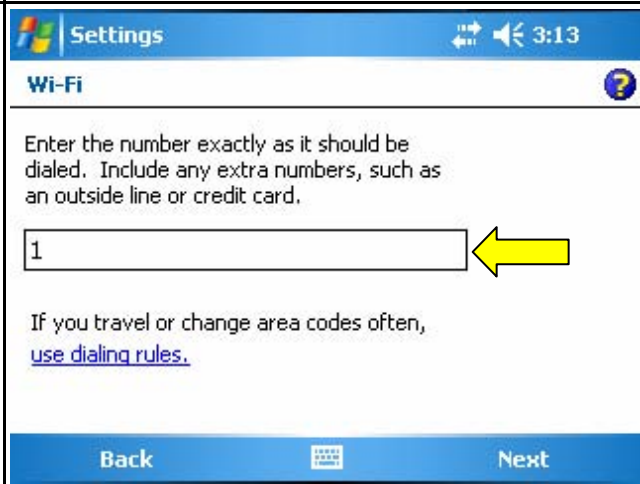 Settings 3:13
Wi-Fi
Enter the number exactly as it should be
dialed. Include any extra numbers, such as
an outside line or credit card.
1
If you travel or change area codes often,
use dialing rules.
Back Next